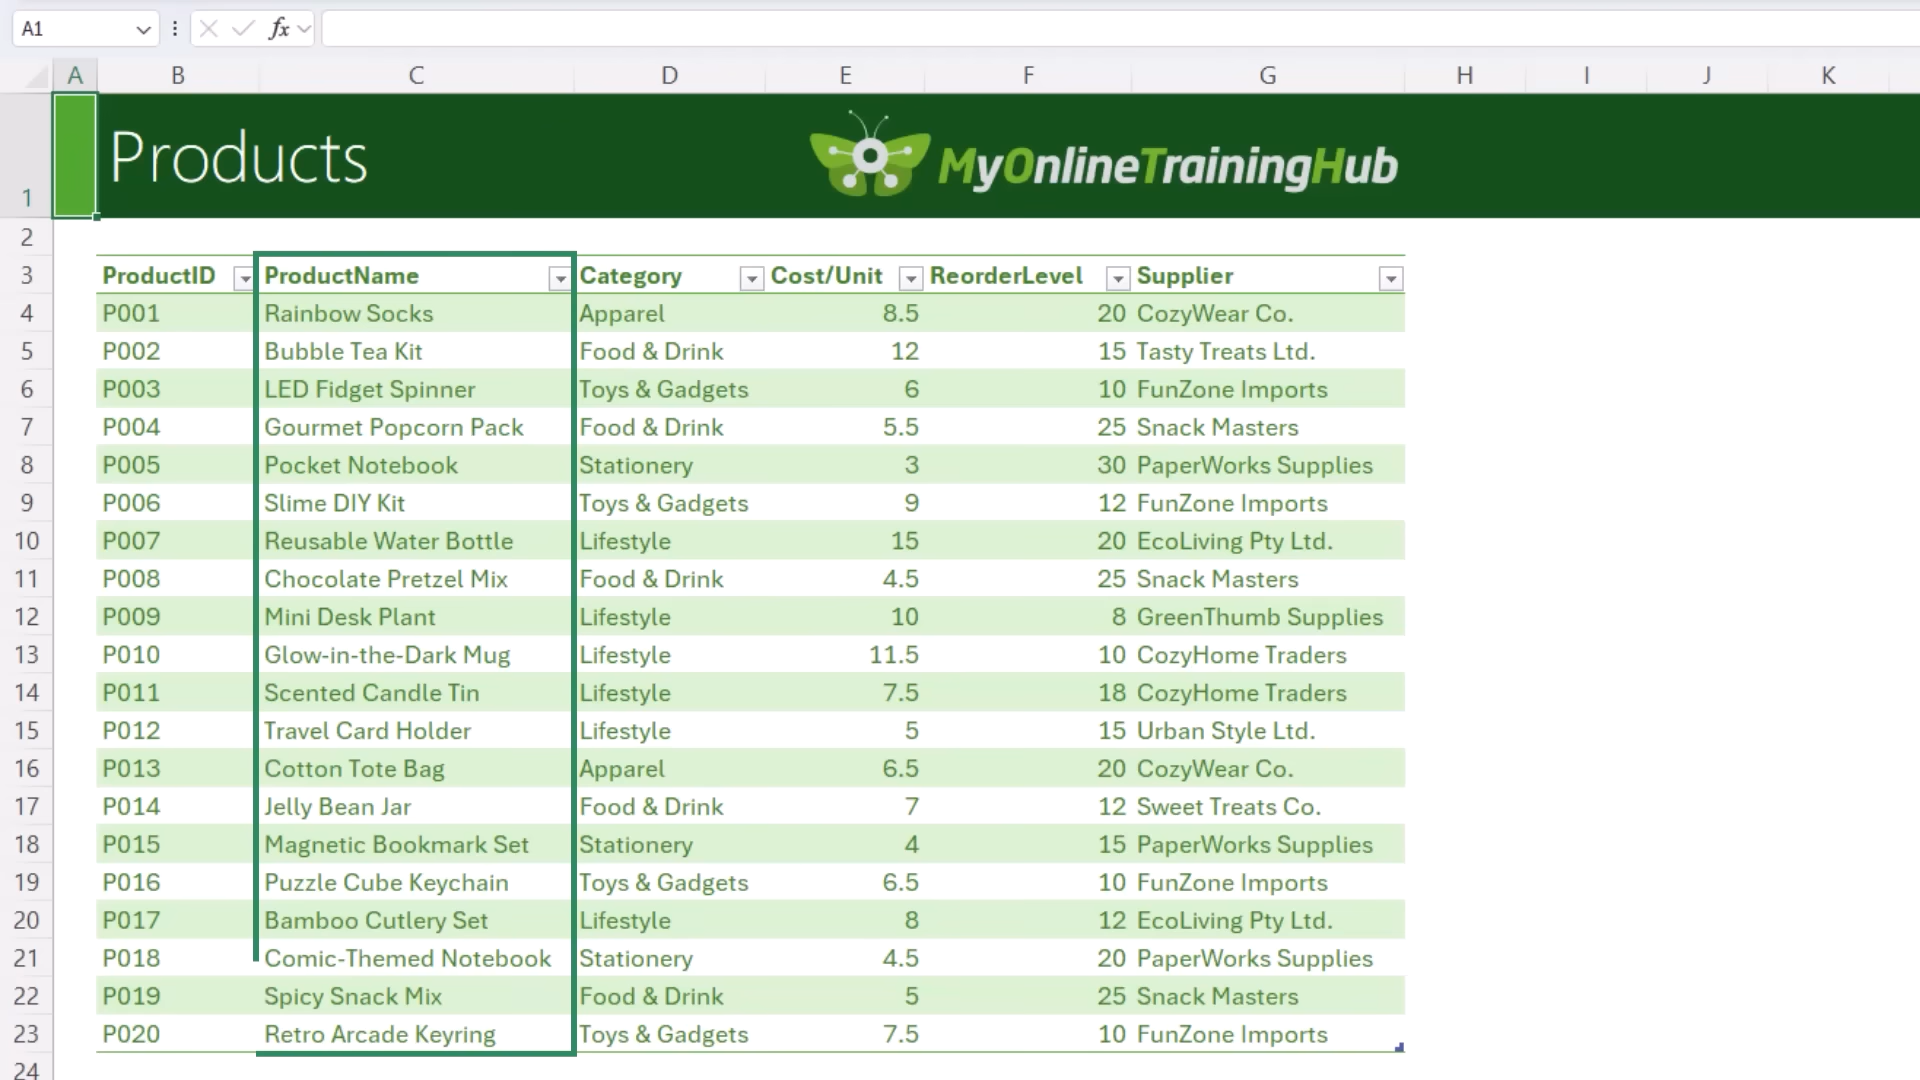 A1 fx
A B C D E F G H I J K
1 Products MyOnlineTrainingHub
2
3 ProductID ProductName Category Cost/Unit ReorderLevel Supplier
4 P001 Rainbow Socks Apparel 8.5 20 CozyWear Co.
5 P002 Bubble Tea Kit Food & Drink 12 15 Tasty Treats Ltd.
6 P003 LED Fidget Spinner Toys & Gadgets 6 10 FunZone Imports
7 P004 Gourmet Popcorn Pack Food & Drink 5.5 25 Snack Masters
8 P005 Pocket Notebook Stationery 3 30 PaperWorks Supplies
9 P006 Slime DIY Kit Toys & Gadgets 9 12 FunZone Imports
10 P007 Reusable Water Bottle Lifestyle 15 20 EcoLiving Pty Ltd.
11 P008 Chocolate Pretzel Mix Food & Drink 4.5 25 Snack Masters
12 P009 Mini Desk Plant Lifestyle 10 8 GreenThumb Supplies
13 P010 Glow-in-the-Dark Mug Lifestyle 11.5 10 CozyHome Traders
14 P011 Scented Candle Tin Lifestyle 7.5 18 CozyHome Traders
15 P012 Travel Card Holder Lifestyle 5 15 Urban Style Ltd.
16 P013 Cotton Tote Bag Apparel 6.5 20 CozyWear Co.
17 P014 Jelly Bean Jar Food & Drink 7 12 Sweet Treats Co.
18 P015 Magnetic Bookmark Set Stationery 4 15 PaperWorks Supplies
19 P016 Puzzle Cube Keychain Toys & Gadgets 6.5 10 FunZone Imports
20 P017 Bamboo Cutlery Set Lifestyle 8 12 EcoLiving Pty Ltd.
21 P018 Comic-Themed Notebook Stationery 4.5 20 PaperWorks Supplies
22 P019 Spicy Snack Mix Food & Drink 5 25 Snack Masters
23 P020 Retro Arcade Keyring Toys & Gadgets 7.5 10 FunZone Imports
24